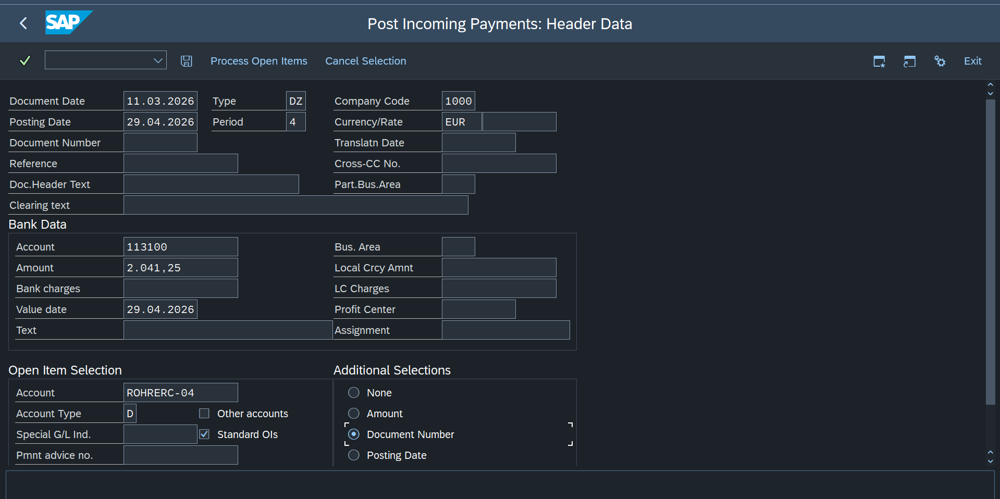 SAP
Post Incoming Payments: Header Data
Process Open Items Cancel Selection Exit
Document Date 11.03.2026 Type DZ Company Code 1000
Posting Date 29.04.2026 Period 4 Currency/Rate EUR
Document Number Translatn Date
Reference Cross-CC No.
Doc.Header Text Part.Bus.Area
Clearing text
Bank Data
Account 113100 Bus. Area
Amount 2.041,25 Local Crcy Amnt
Bank charges LC Charges
Value date 29.04.2026 Profit Center
Text Assignment
Open Item Selection Additional Selections
Account ROHRERC-04 None
Account Type D Other accounts Amount
Special G/L Ind. Standard OIs Document Number
Pmnt advice no. Posting Date